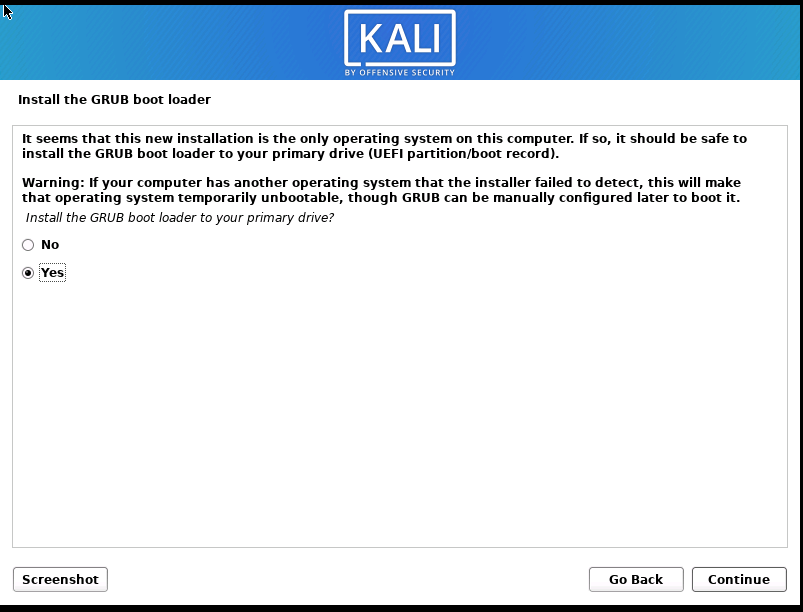 KALI
BY OFFENSIVE SECURITY
Install the GRUB boot loader
It seems that this new installation is the only operating system on this computer. If so, it should be safe to
install the GRUB boot loader to your primary drive (UEFI partition/boot record).
Warning: If your computer has another operating system that the installer failed to detect, this will make
that operating system temporarily unbootable, though GRUB can be manually configured later to boot it.
Install the GRUB boot loader to your primary drive?
No
Yes
Screenshot
Go Back
Continue